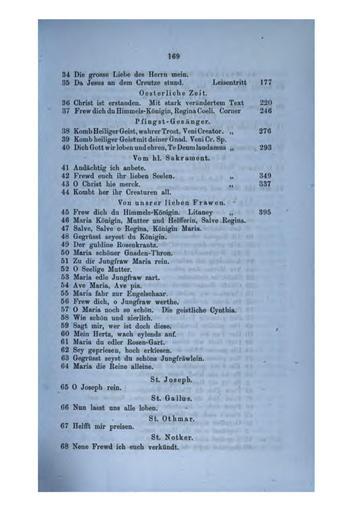 169
34 Die grosse Liebe des Herrn mein.
35 Da Jesus an dem Creutze stund. Leisentritt 177
Oesterliche Zeit.
36 Christ ist erstanden. Mit stark verändertem Text 220
37 Frew dich du Himmels-Königin, Regina Coeli. Corner 246
Pfingst-Gesänger.
38 Komb Heiliger Geist, wahrer Trost. Veni Creator. „ 276
39 Komb heiliger Geist mit deiner Gnad. Veni Cr. Sp.
40 Dich Gott wir loben und ehren, Te Deum laudamus „ 293
Vom hl. Sakrament.
41 Andächtig ich anbete.
42 Frewd euch ihr lieben Seelen. „ 349
43 O Christ hie merck. „ 337
44 Kombt her ihr Creaturen all.
Von unsrer lieben Frawen.
45 Frew dich du Himmels-Königin. Litaney „ 395
46 Maria Königin, Mutter und Helferin, Salve Regina.
47 Salve, Salve o Regina, Königin Maria.
48 Gegrüsset seyest du Königin.
49 Der guldine Rosenkrantz.
50 Maria schöner Gnaden-Thron.
51 Zu dir Jungfraw Maria rein.
52 O Seelige Mutter.
53 Maria edle Jungfraw zart.
54 Ave Maria, Ave pia.
55 Maria fahr zur Engelschaar.
56 Frew dich, o Jungfraw werthe.
57 O Maria noch so schön. Die geistliche Cynthia.
58 Wie schön und zierlich.
59 Sagt mir, wer ist doch diese.
60 Mein Hertz, wach eylends auf.
61 Maria du edler Rosen-Gart.
62 Sey gepriesen, hoch erkiesen.
63 Gegrüsst seyst du schöne Jungfräwlein.
64 Maria die Reine alleine.
St. Joseph.
65 O Joseph rein.
St. Gallus.
66 Nun lasst uns alle loben.
St. Othmar.
67 Helfft mir preisen.
St. Notker.
68 Neue Frewd ich euch verkündt.